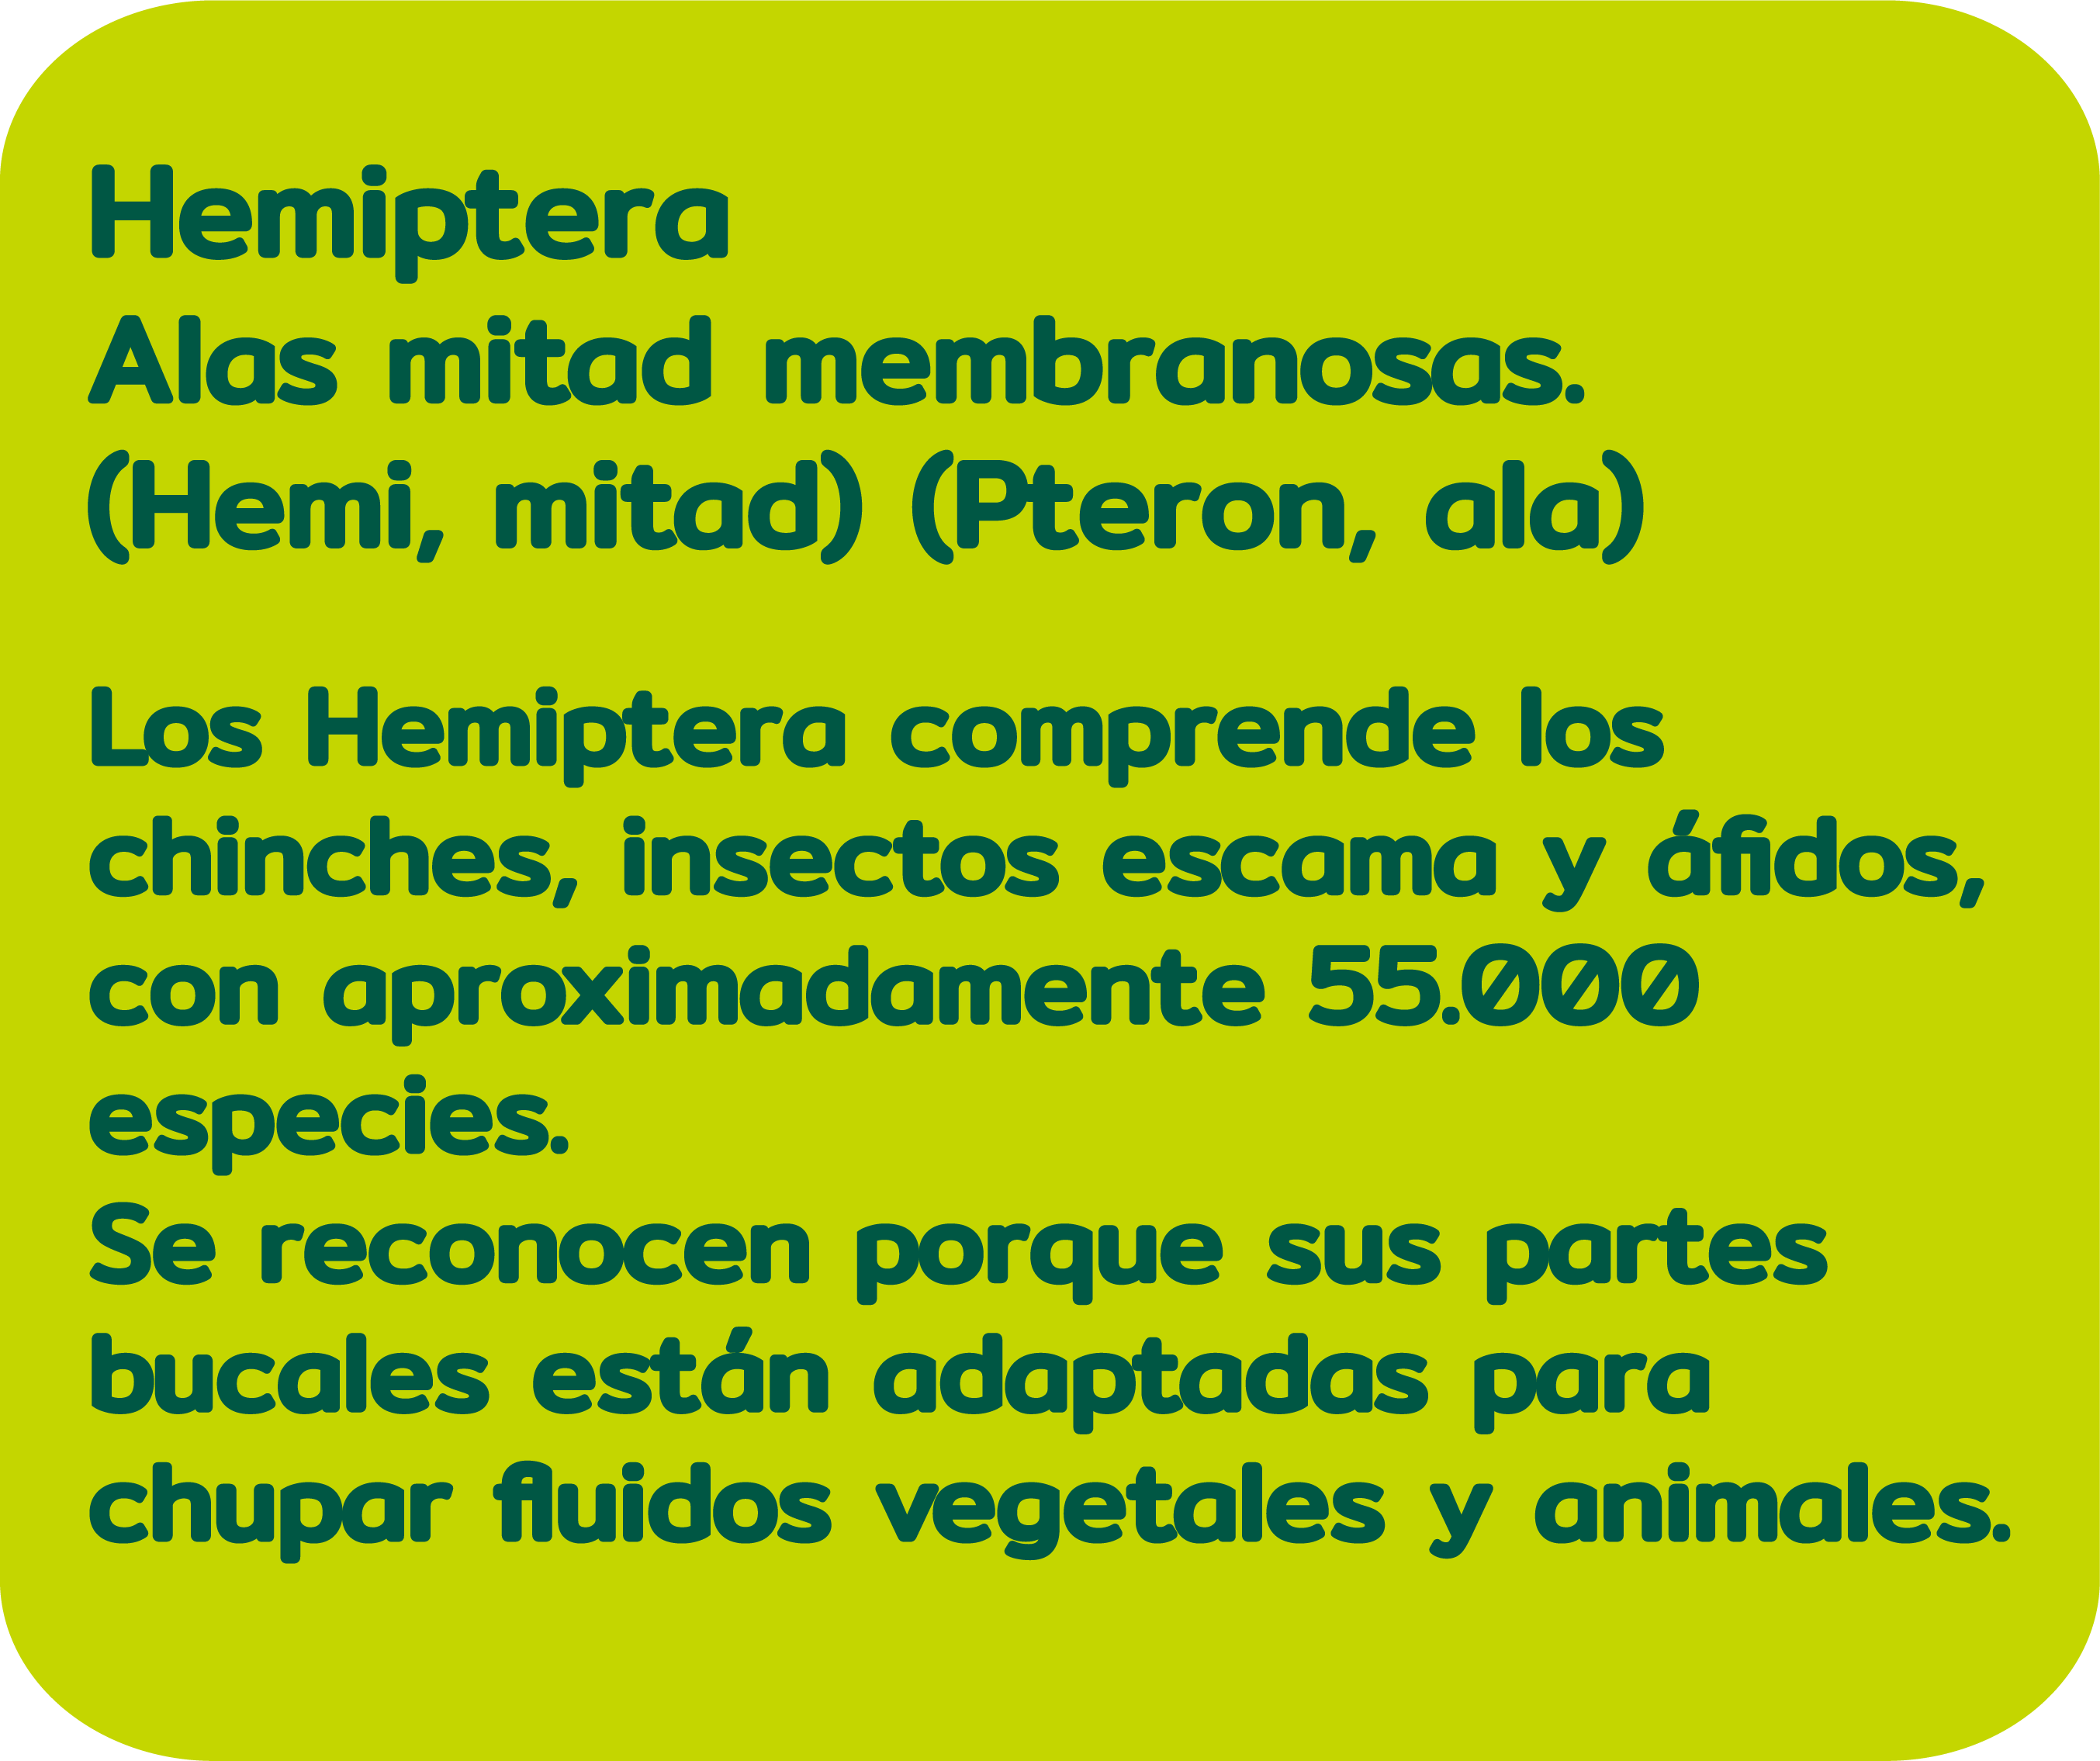 Hemiptera
Alas mitad membranosas.
(Hemi, mitad) (Pteron, ala)
Los Hemiptera comprende los
chinches, insectos escama y áfidos,
con aproximadamente 55.000
especies.
Se reconocen porque sus partes
bucales están adaptadas para
chupar fluidos vegetales y animale.